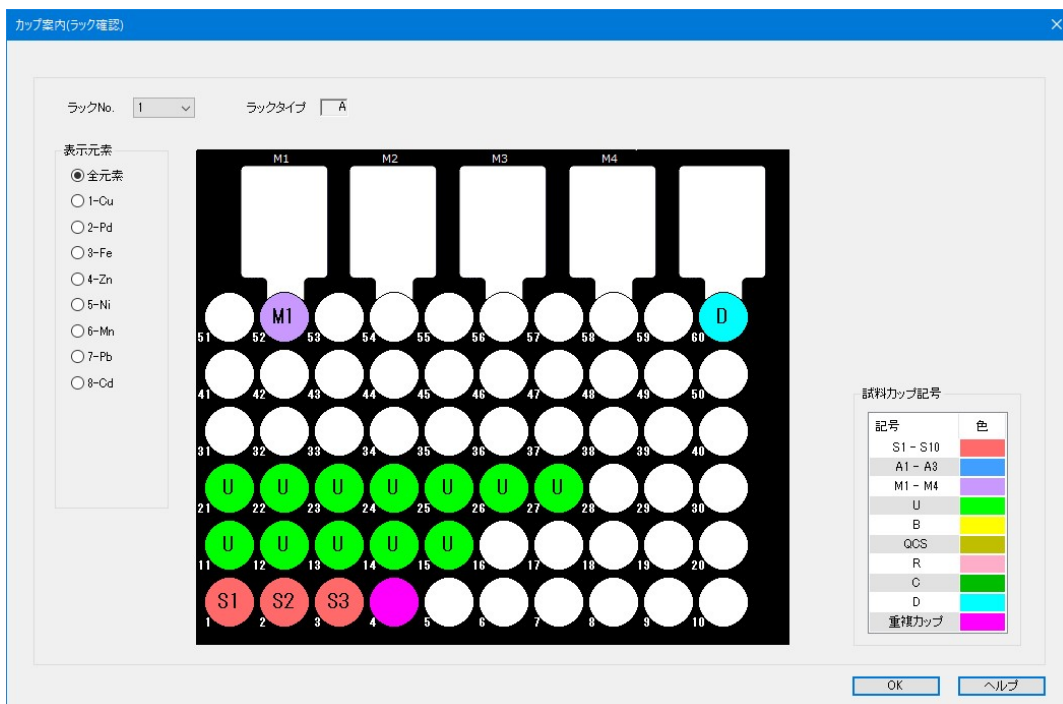 カップ案内(ラック確認)
ラックNo. 1 ラックタイプ A
表示元素
全元素
1-Cu
2-Pd
3-Fe
4-Zn
5-Ni
6-Mn
7-Pb
8-Cd
M1 M2 M3 M4
M1 D
51 52 53 54 55 56 57 58 59 60
41 42 43 44 45 46 47 48 49 50
31 32 33 34 35 36 37 38 39 40
U U U U U U U
21 22 23 24 25 26 27 28 29 30
U U U U U
11 12 13 14 15 16 17 18 19 20
S1 S2 S3
1 2 3 4 5 6 7 8 9 10
試料カップ記号
記号 色
S1 - S10
A1 - A3
M1 - M4
U
B
QCS
R
C
D
重複カップ
OK ヘルプ